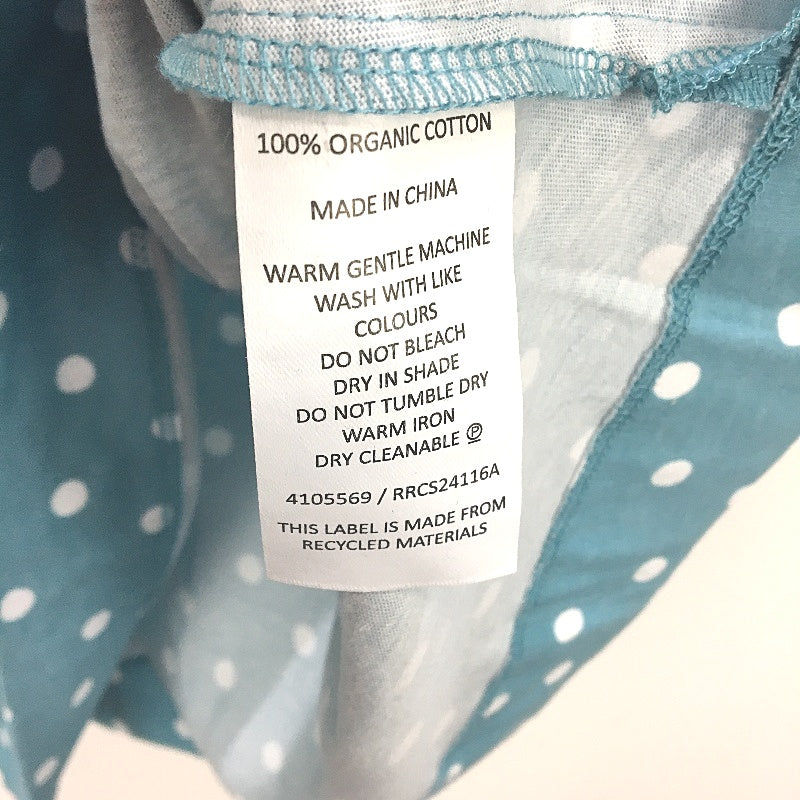 100% ORGANIC COTTON
MADE IN CHINA
WARM GENTLE MACHINE
WASH WITH LIKE
COLOURS
DO NOT BLEACH
DRY IN SHADE
DO NOT TUMBLE DRY
WARM IRON
DRY CLEANABLE Ⓟ
4105569 / RRCS24116A
THIS LABEL IS MADE FROM
RECYCLED MATERIALS